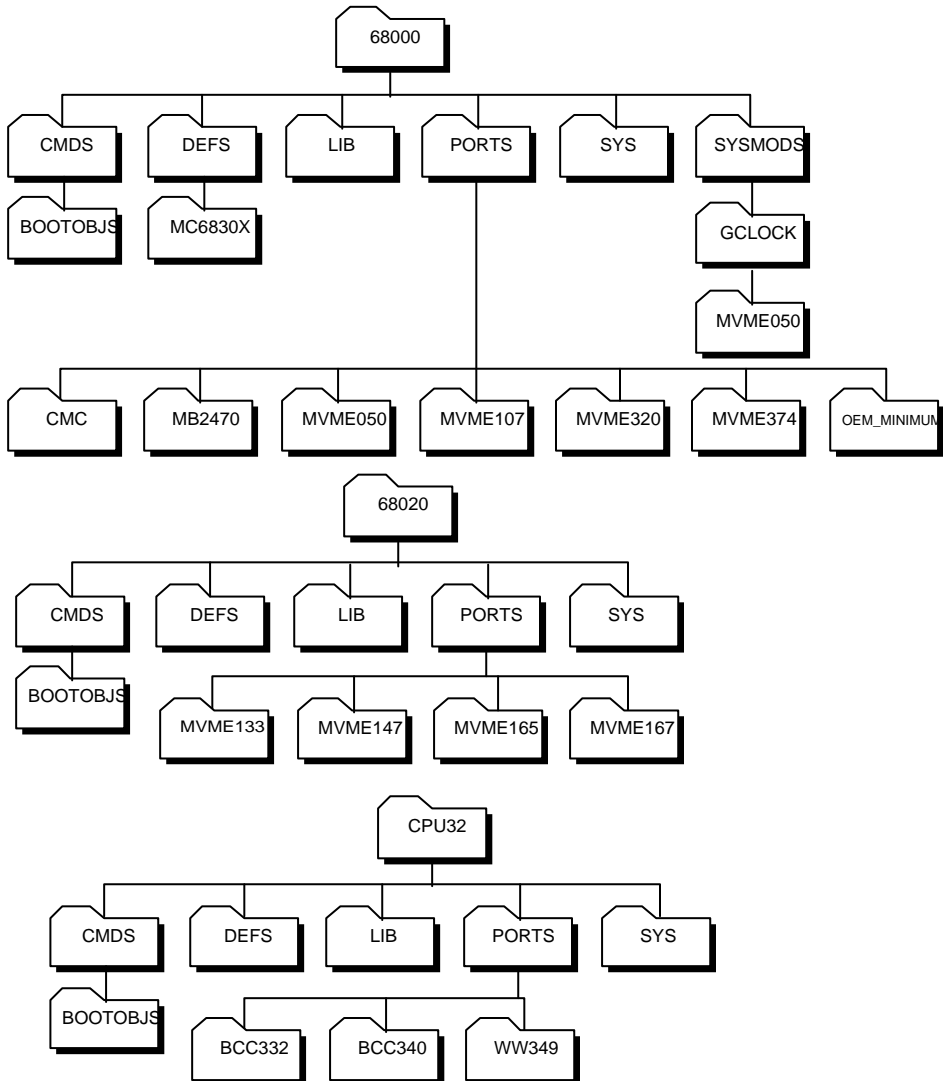 68000
CMDS DEFS LIB PORTS SYS SYSMODS
BOOTOBJS MC6830X GCLOCK
MVME050
CMC MB2470 MVME050 MVME107 MVME320 MVME374 OEM_MINIMUM
68020
CMDS DEFS LIB PORTS SYS
BOOTOBJS
MVME133 MVME147 MVME165 MVME167
CPU32
CMDS DEFS LIB PORTS SYS
BOOTOBJS
BCC332 BCC340 WW349